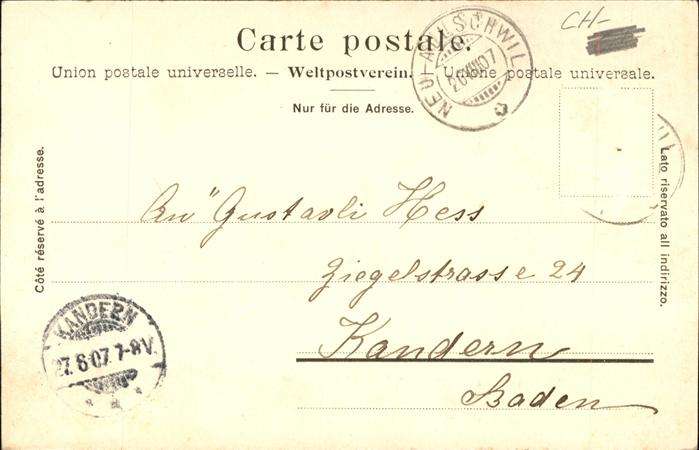 CH-
Carte postale.
Union postale universelle. — Weltpostverein. — Unione postale universale.
Nur für die Adresse.
NEU-ALLSCHWIL
Côté réservé à l'adresse.
Lato riservato all indirizzo.
An Gustavli Hess
Ziegelstrasse 24
Kandern
Baden
KANDERN
27.6.07. 7-8V.